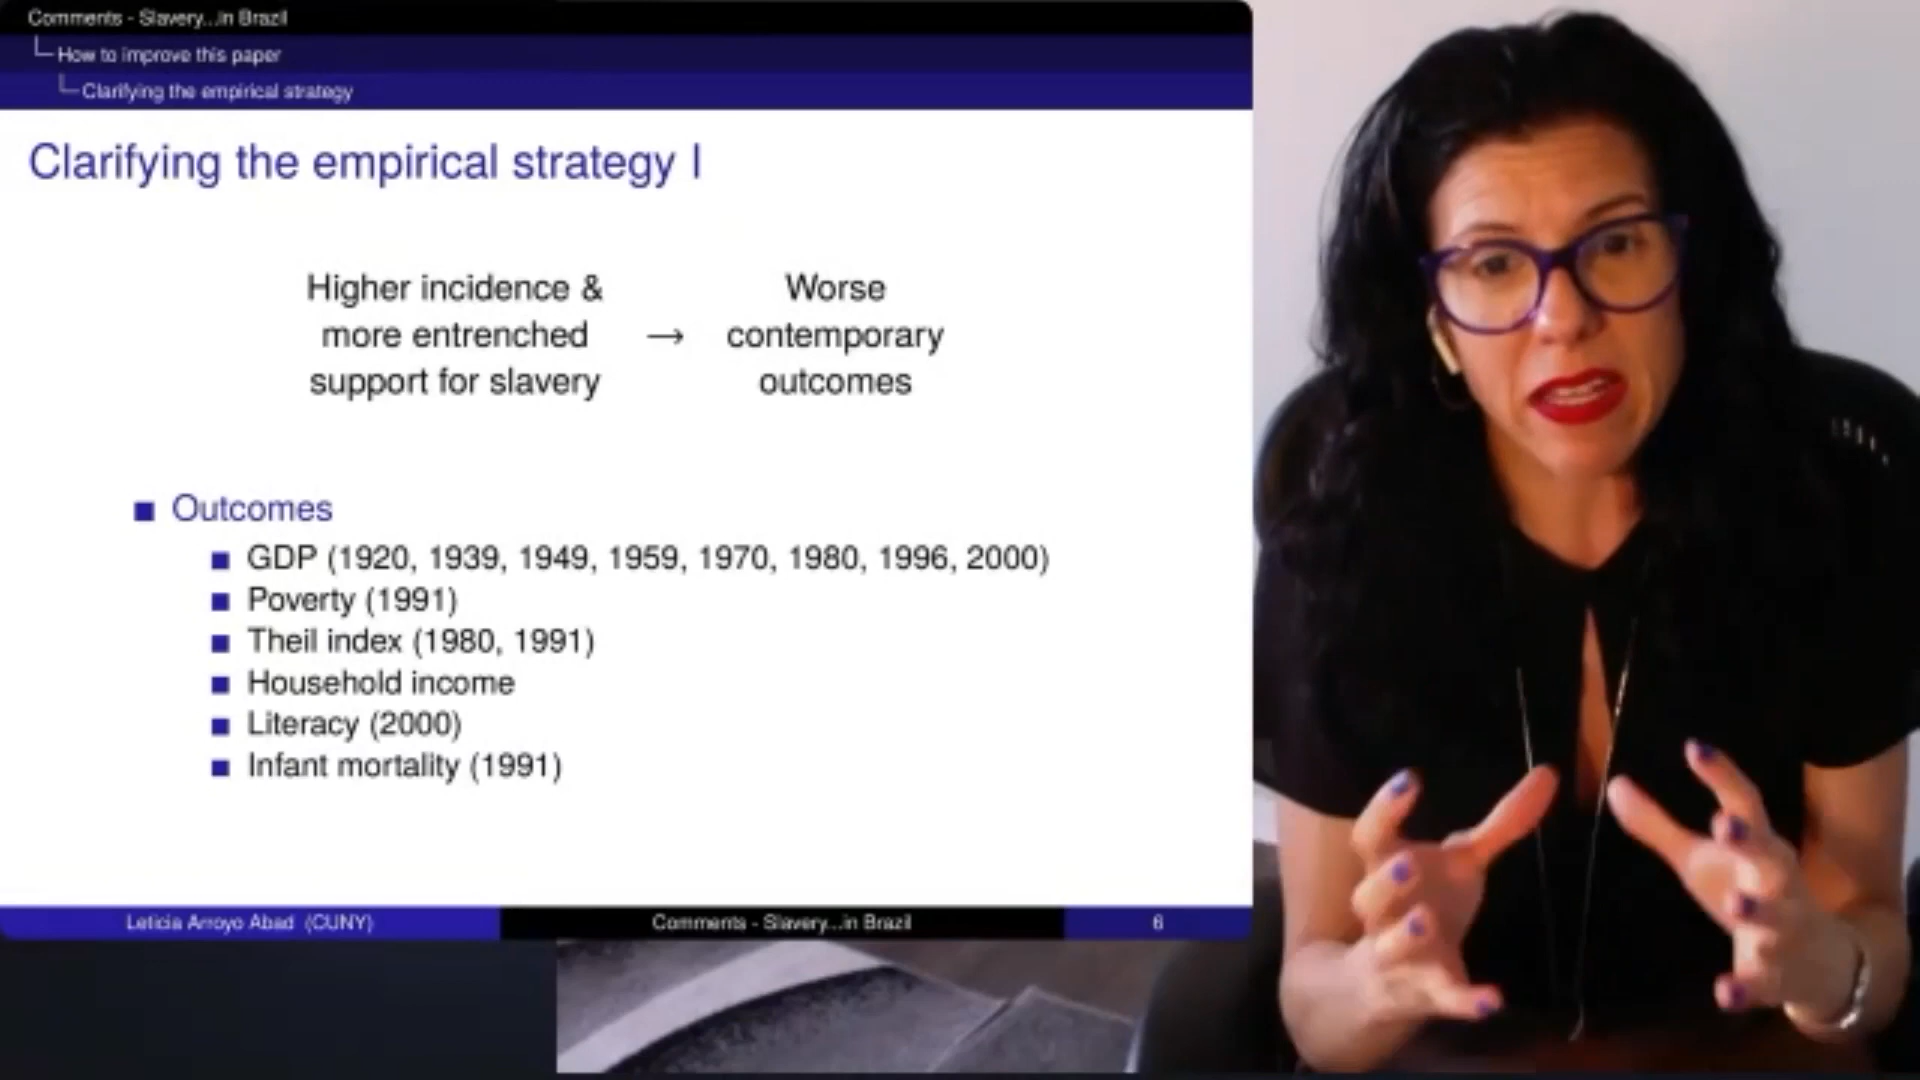 Comments - Slavery...in Brazil
How to improve this paper
Clarifying the empirical strategy
Clarifying the empirical strategy I
Higher incidence &
more entrenched
support for slavery
→
Worse
contemporary
outcomes
Outcomes
GDP (1920, 1939, 1949, 1959, 1970, 1980, 1996, 2000)
Poverty (1991)
Theil index (1980, 1991)
Household income
Literacy (2000)
Infant mortality (1991)
Leticia Arroyo Abad (CUNY)
Comments - Slavery...in Brazil
6